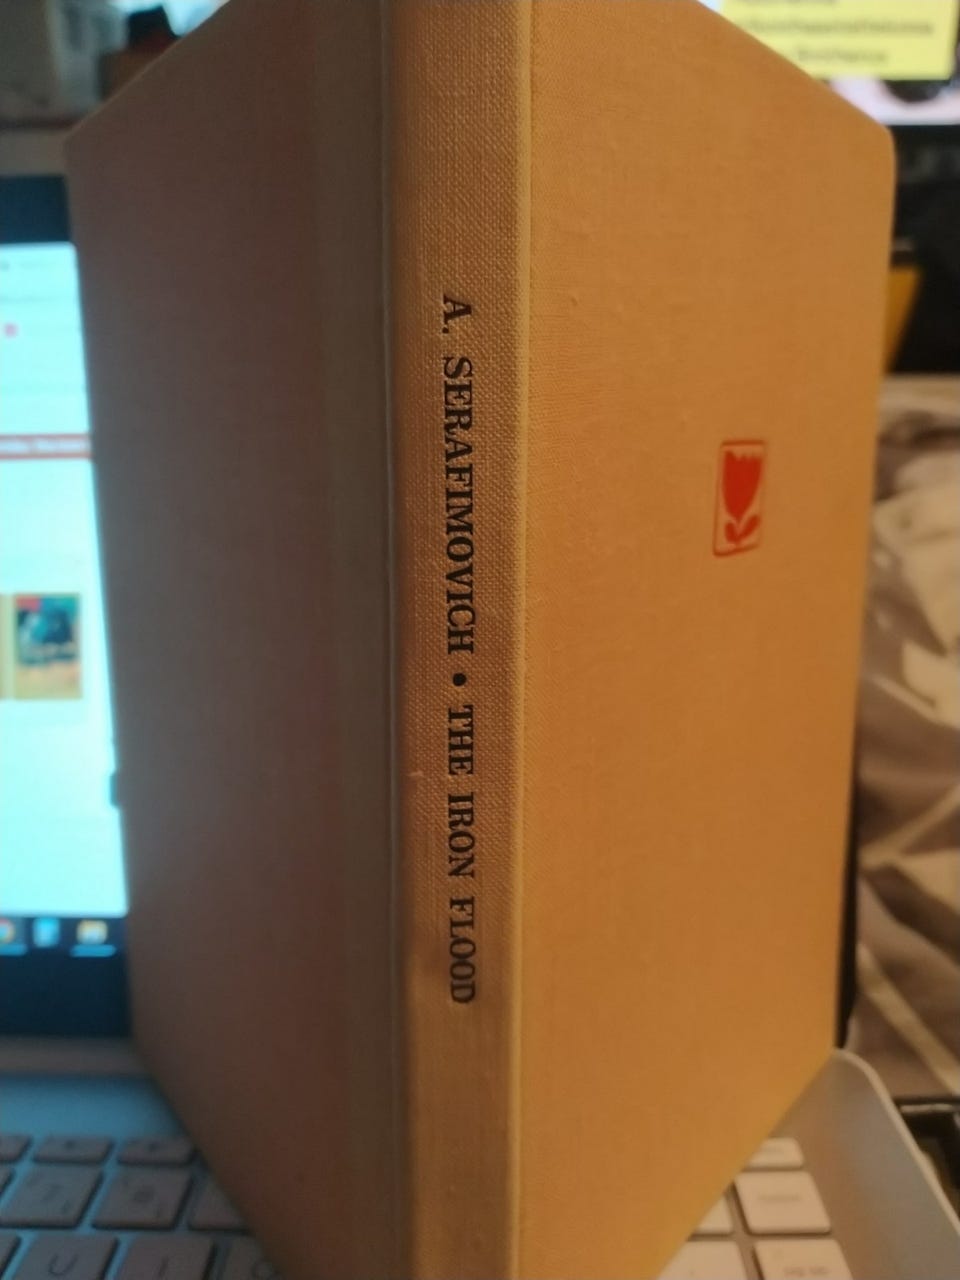 A. SERAFIMOVICH • THE IRON FLOOD